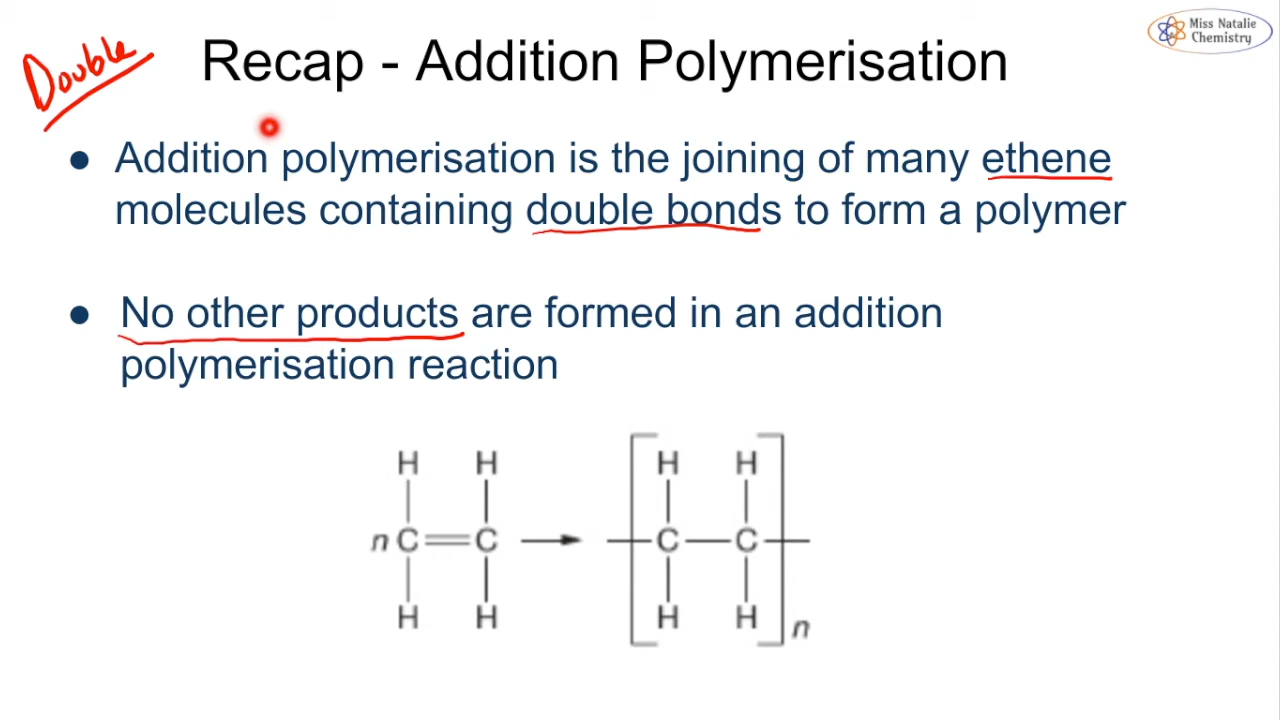 Double
Recap - Addition Polymerisation
Miss Natalie
Chemistry
● Addition polymerisation is the joining of many ethene
molecules containing double bonds to form a polymer
● No other products are formed in an addition
polymerisation reaction
H H H H
n C C C C
H H H H n